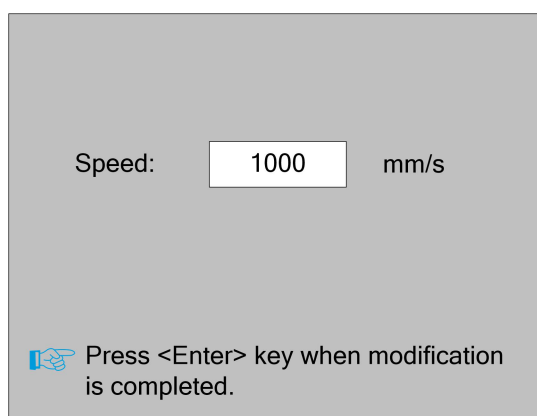 Speed: 1000 mm/s
Press <Enter> key when modification
is completed.